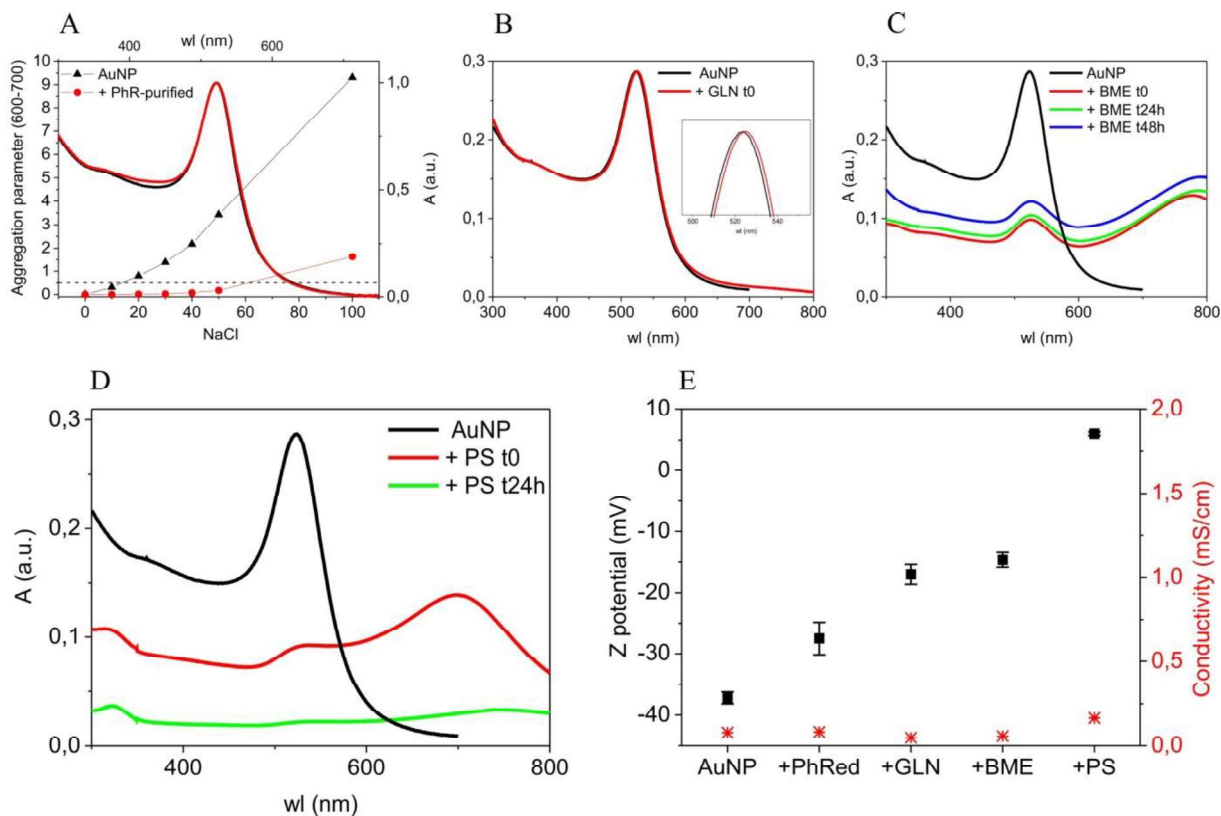 A
wl (nm)
400 600
Aggregation parameter (600-700)
10
9
8
7
6
5
4
3
2
1
0
AuNP
+ PhR-purified
1,0
0,5
0,0
A (a.u.)
0 20 40 60 80 100
NaCl
B
A (a.u.)
0,3
0,2
0,1
0,0
AuNP
+ GLN t0
500 520 540
wl (nm)
300 400 500 600 700 800
wl (nm)
C
A (a.u.)
0,3
0,2
0,1
0,0
AuNP
+ BME t0
+ BME t24h
+ BME t48h
400 600 800
wl (nm)
D
A (a.u.)
0,3
0,2
0,1
0,0
AuNP
+ PS t0
+ PS t24h
400 600 800
wl (nm)
E
Z potential (mV)
10
0
-10
-20
-30
-40
2,0
1,5
1,0
0,5
0,0
Conductivity (mS/cm)
AuNP +PhRed +GLN +BME +PS